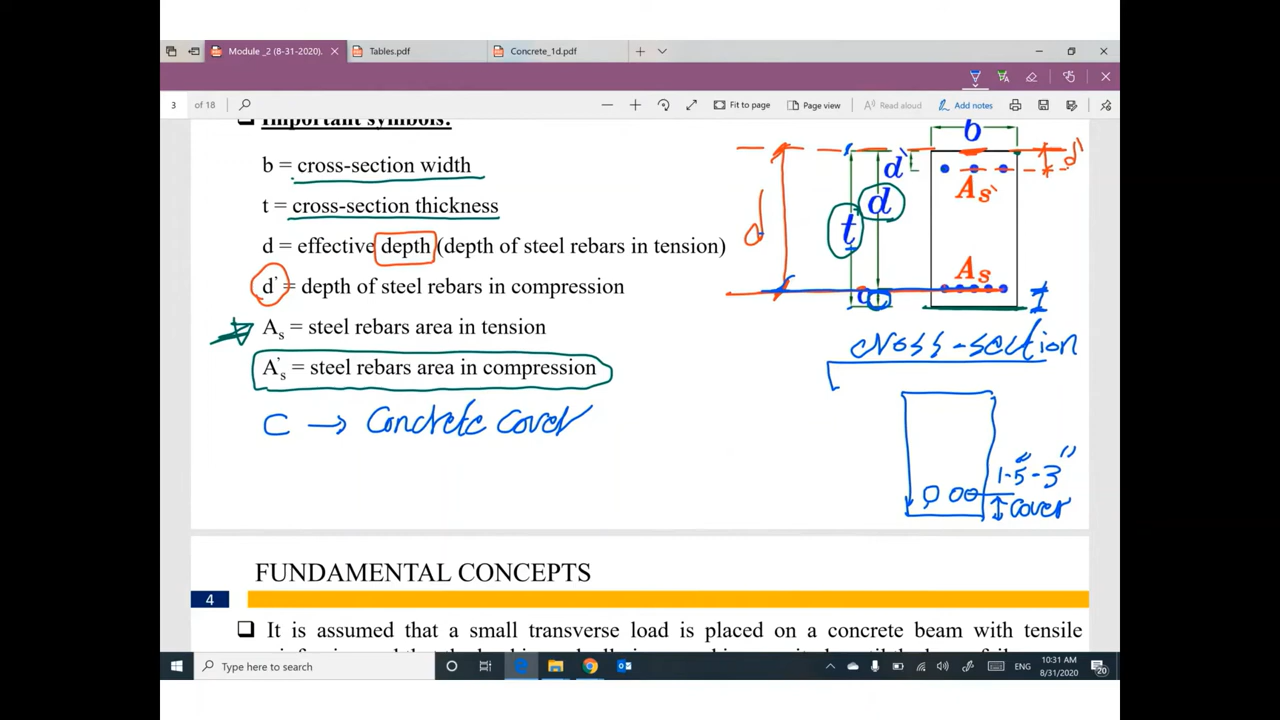 Module _2 (8-31-2020).
Tables.pdf
Concrete_1d.pdf
3 of 18
Fit to page
Page view
Read aloud
Add notes
Important symbols:
b = cross-section width
t = cross-section thickness
d = effective depth (depth of steel rebars in tension)
d' = depth of steel rebars in compression
As = steel rebars area in tension
A's = steel rebars area in compression
C → Concrete cover
b
d'
d'
As'
d
t
d
As
c
cross-section
1.5"-3"
cover
FUNDAMENTAL CONCEPTS
4
It is assumed that a small transverse load is placed on a concrete beam with tensile
Type here to search
ENG
10:31 AM
8/31/2020
20